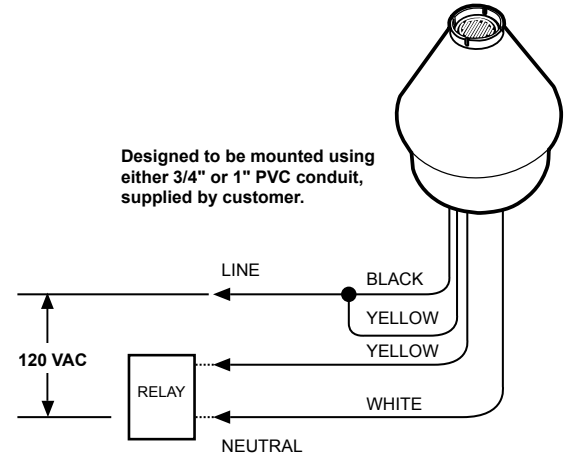 Designed to be mounted using
either 3/4" or 1" PVC conduit,
supplied by customer.
LINE
BLACK
YELLOW
YELLOW
120 VAC
RELAY
WHITE
NEUTRAL